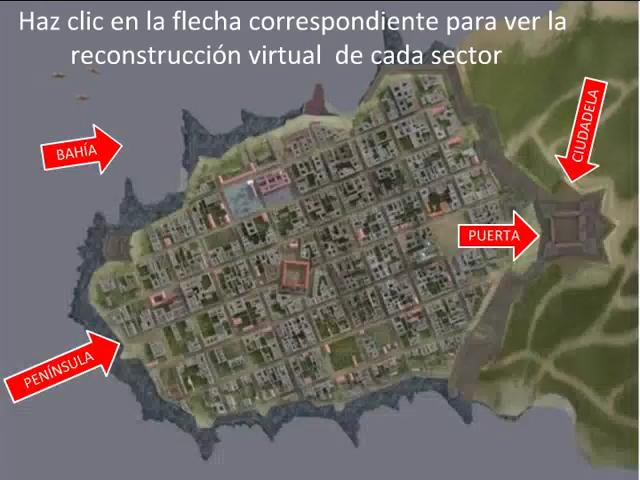 Haz clic en la flecha correspondiente para ver la
reconstrucción virtual de cada sector
CIUDADELA
BAHÍA
PUERTA
PENÍNSULA